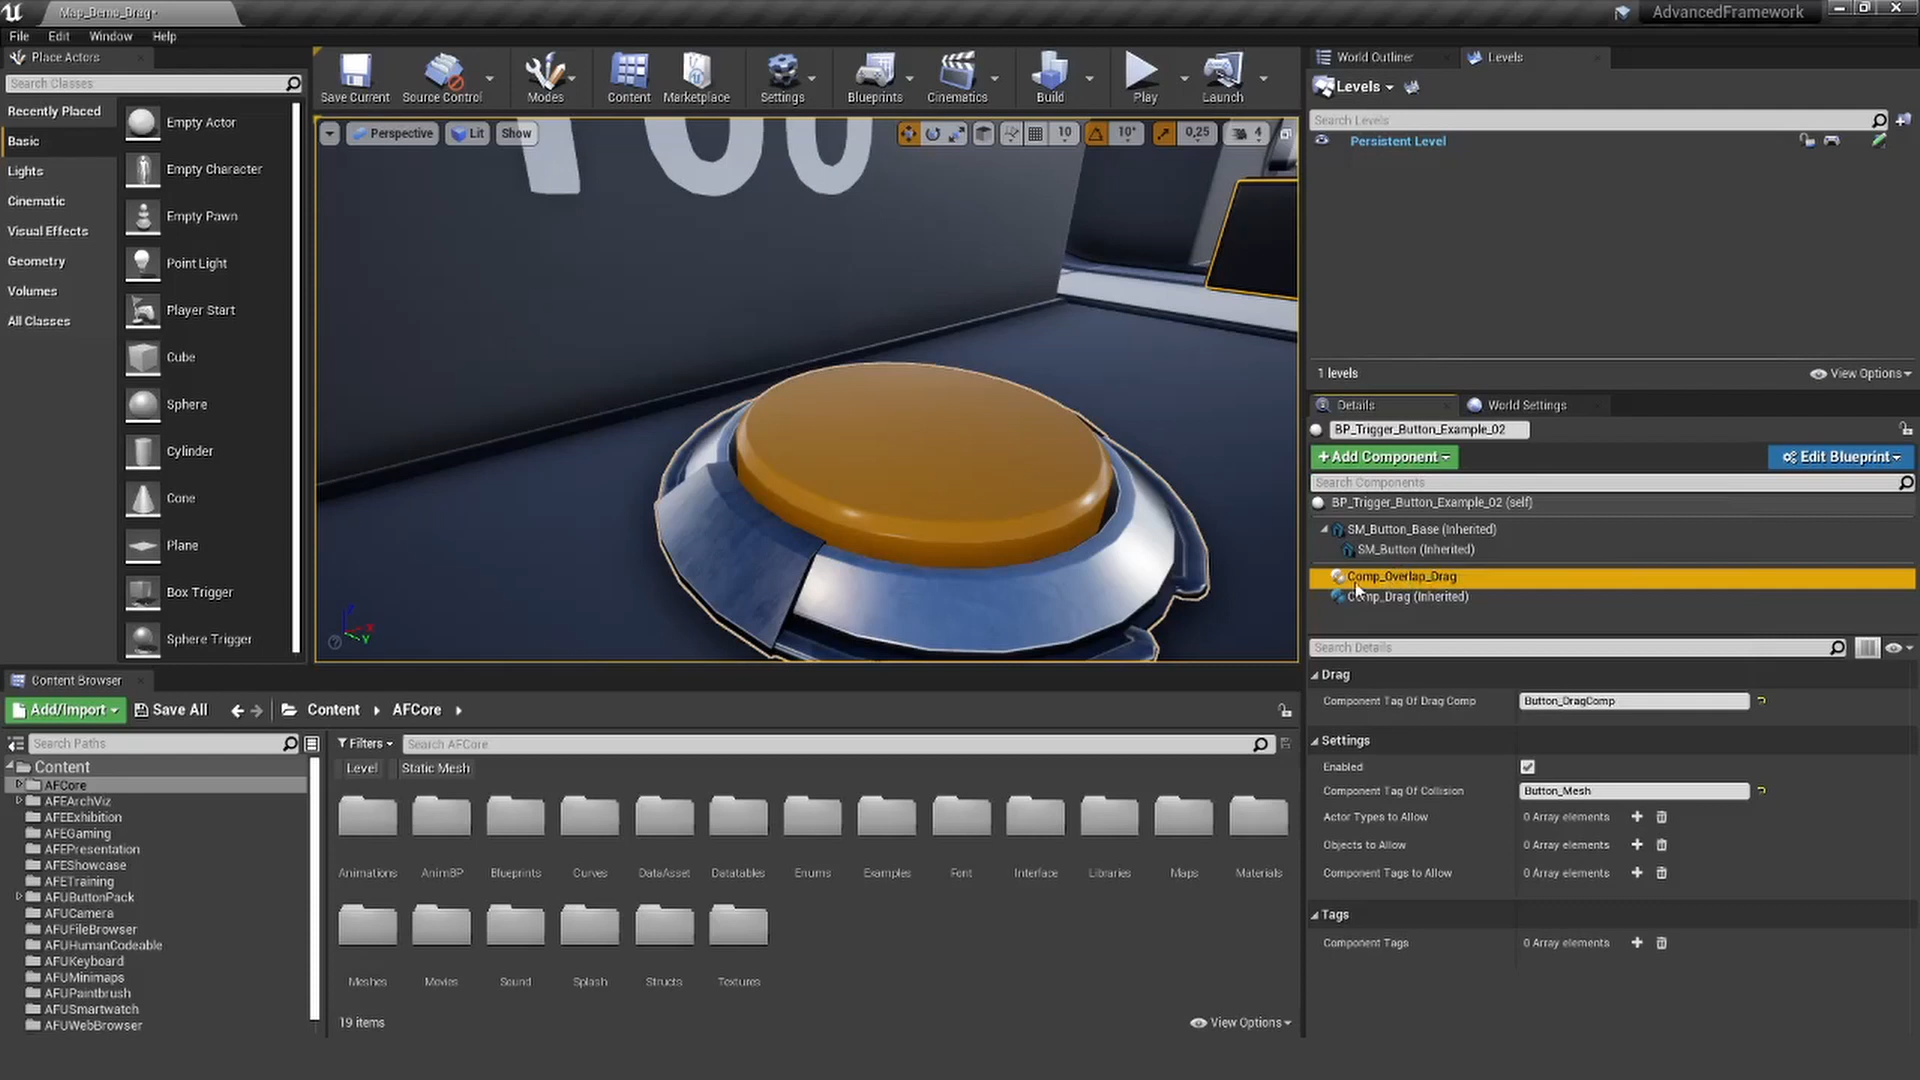 Map_Demo_Drag*
AdvancedFramework
File Edit Window Help
Place Actors
Search Classes
Recently Placed
Basic
Lights
Cinematic
Visual Effects
Geometry
Volumes
All Classes
Empty Actor
Empty Character
Empty Pawn
Point Light
Player Start
Cube
Sphere
Cylinder
Cone
Plane
Box Trigger
Sphere Trigger
Save Current
Source Control
Modes
Content
Marketplace
Settings
Blueprints
Cinematics
Build
Play
Launch
Perspective
Lit
Show
10
10°
0,25
4
World Outliner
Levels
Levels
Search Levels
Persistent Level
1 levels
View Options
Details
World Settings
BP_Trigger_Button_Example_02
+Add Component
Edit Blueprint
Search Components
BP_Trigger_Button_Example_02 (self)
SM_Button_Base (Inherited)
SM_Button (Inherited)
Comp_Overlap_Drag
Comp_Drag (Inherited)
Search Details
Drag
Component Tag Of Drag Comp
Button_DragComp
Settings
Enabled
Component Tag Of Collision
Button_Mesh
Actor Types to Allow
0 Array elements
Objects to Allow
0 Array elements
Component Tags to Allow
0 Array elements
Tags
Component Tags
0 Array elements
Content Browser
Add/Import
Save All
Content
AFCore
Search Paths
Filters
Search AFCore
Level
Static Mesh
Content
AFCore
AFEArchViz
AFEExhibition
AFEGaming
AFEPresentation
AFEShowcase
AFETraining
AFUButtonPack
AFUCamera
AFUFileBrowser
AFUHumanCodeable
AFUKeyboard
AFUMinimaps
AFUPaintbrush
AFUSmartwatch
AFUWebBrowser
Animations
AnimBP
Blueprints
Curves
DataAsset
Datatables
Enums
Examples
Font
Interface
Libraries
Maps
Materials
Meshes
Movies
Sound
Splash
Structs
Textures
19 items
View Options